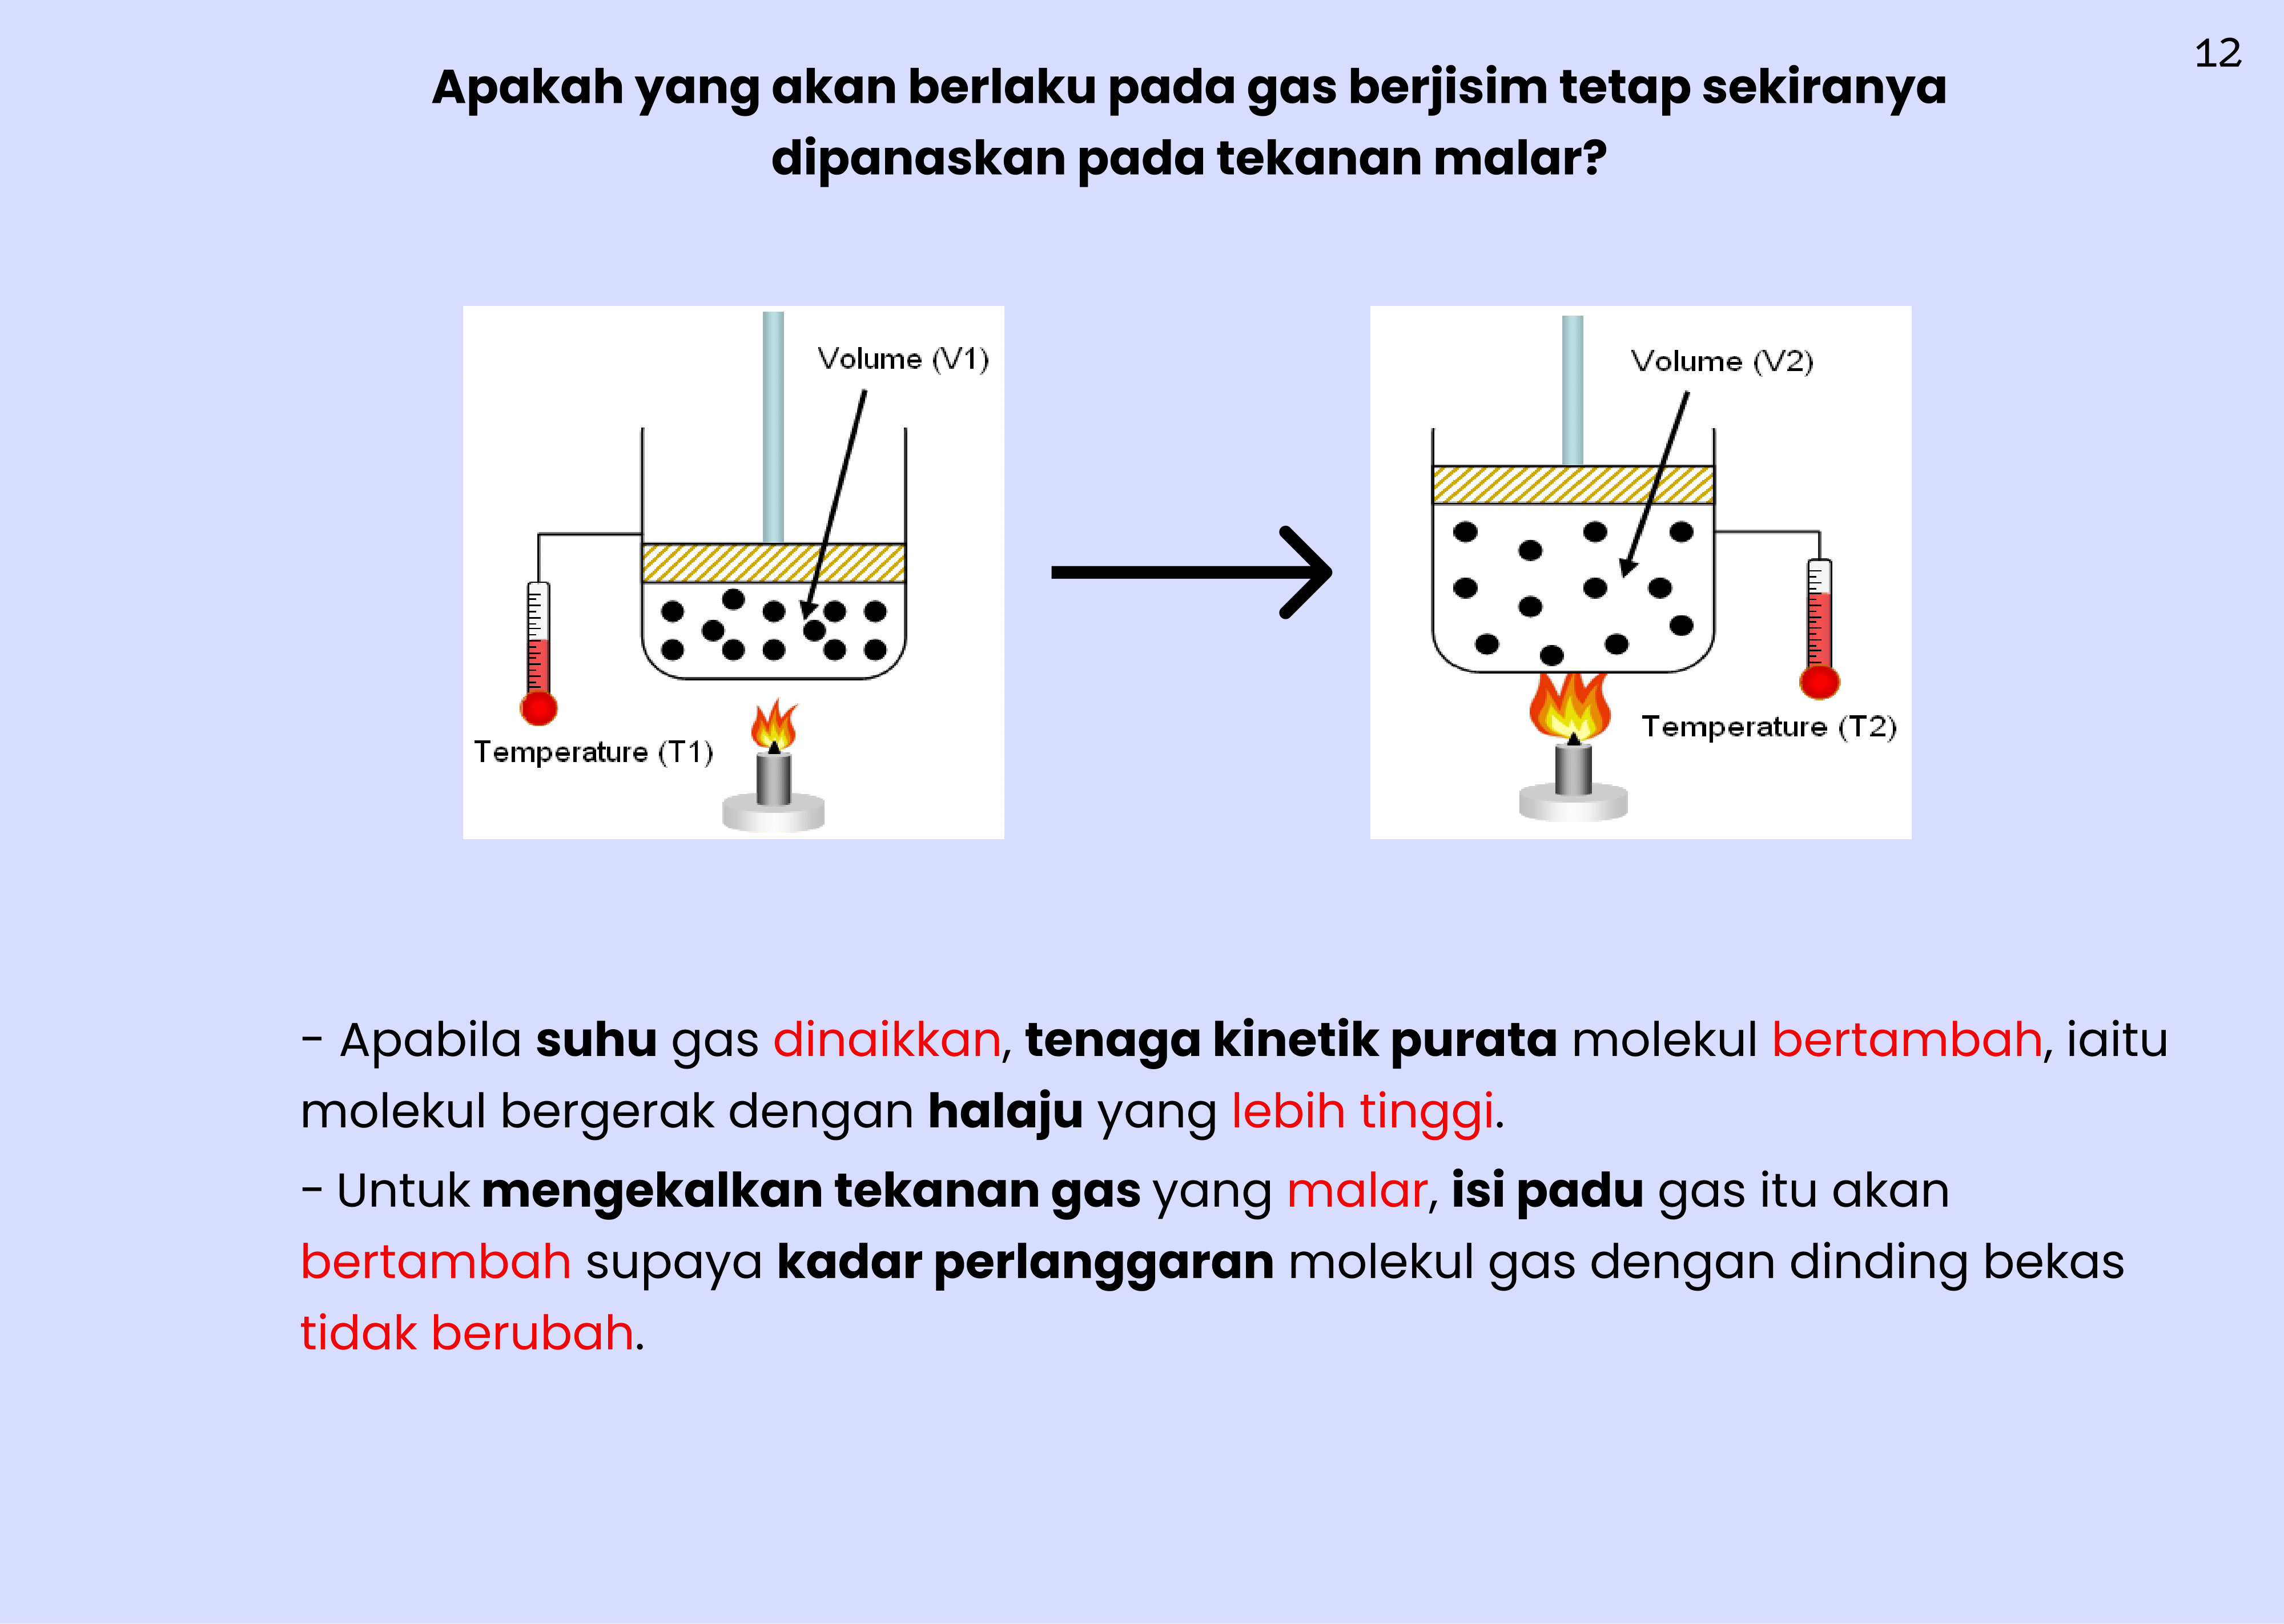 12
Apakah yang akan berlaku pada gas berjisim tetap sekiranya
dipanaskan pada tekanan malar?
Volume (V1)
Temperature (T1)
Volume (V2)
Temperature (T2)
- Apabila suhu gas dinaikkan, tenaga kinetik purata molekul bertambah, iaitu
molekul bergerak dengan halaju yang lebih tinggi.
- Untuk mengekalkan tekanan gas yang malar, isi padu gas itu akan
bertambah supaya kadar perlanggaran molekul gas dengan dinding bekas
tidak berubah.